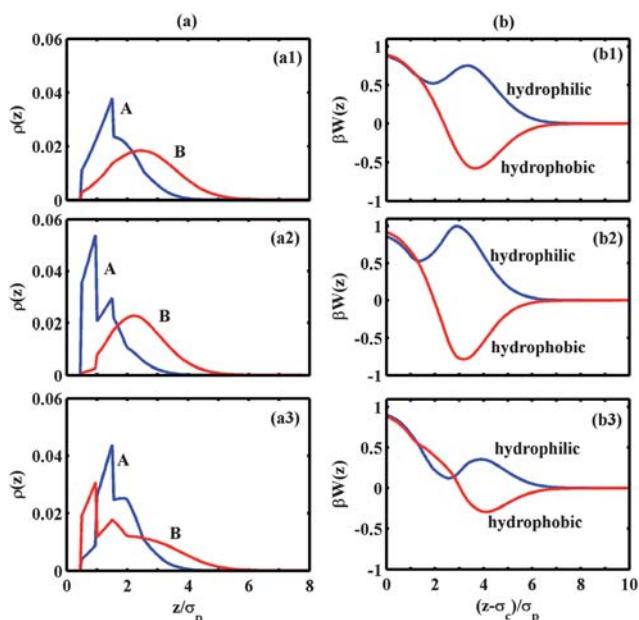 (a)
(b)
0.06
0.04
0.02
0
ρ(z)
(a1)
A
B
1
0.5
0
-0.5
-1
βW(z)
(b1)
hydrophilic
hydrophobic
0.06
0.04
0.02
0
ρ(z)
(a2)
A
B
1
0.5
0
-0.5
-1
βW(z)
(b2)
hydrophilic
hydrophobic
0.06
0.04
0.02
0
ρ(z)
(a3)
A
B
0 2 4 6 8
z/σp
1
0.5
0
-0.5
-1
βW(z)
(b3)
hydrophilic
hydrophobic
0 2 4 6 8 10
(z-σc)/σp